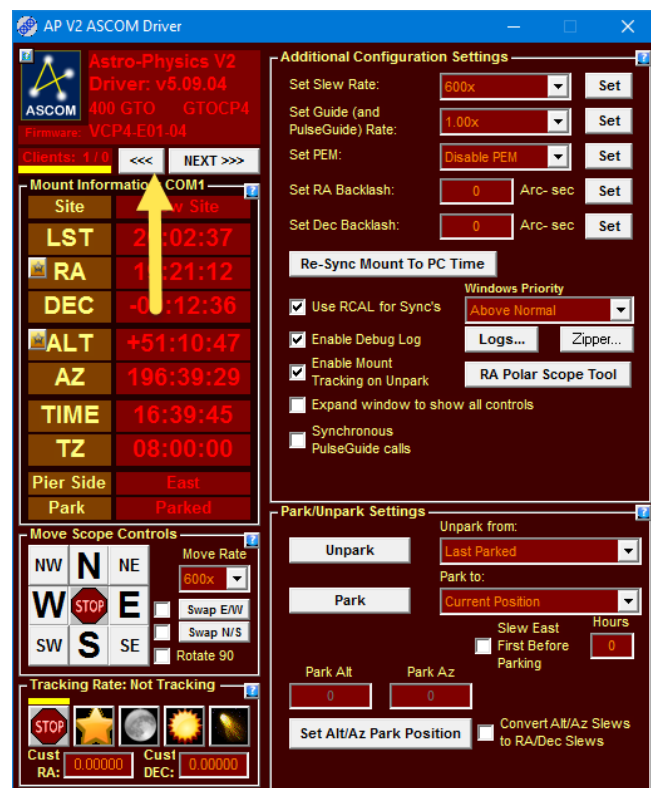 AP V2 ASCOM Driver
Astro-Physics V2
Driver: v5.09.04
400 GTO GTOCP4
ASCOM
Firmware: VCP4-E01-04
Clients: 1 / 0 <<< NEXT >>>
Mount Information COM1
Site Site
LST :02:37
RA :21:12
DEC :12:36
ALT +51:10:47
AZ 196:39:29
TIME 16:39:45
TZ 08:00:00
Pier Side East
Park Parked
Move Scope Controls
NW N NE
Move Rate
600x
W STOP E
Swap E/W
Swap N/S
SW S SE
Rotate 90
Tracking Rate: Not Tracking
STOP
Cust RA: 0.00000 Cust DEC: 0.00000
Additional Configuration Settings
Set Slew Rate: 600x Set
Set Guide (and
PulseGuide) Rate: 1.00x Set
Set PEM: Disable PEM Set
Set RA Backlash: 0 Arc- sec Set
Set Dec Backlash: 0 Arc- sec Set
Re-Sync Mount To PC Time
Windows Priority
Use RCAL for Sync's Above Normal
Enable Debug Log Logs... Zipper...
Enable Mount
Tracking on Unpark RA Polar Scope Tool
Expand window to show all controls
Synchronous
PulseGuide calls
Park/Unpark Settings
Unpark from:
Unpark Last Parked
Park to:
Park Current Position
Slew East
First Before
Parking
Hours
0
Park Alt Park Az
0 0
Set Alt/Az Park Position
Convert Alt/Az Slews
to RA/Dec Slews